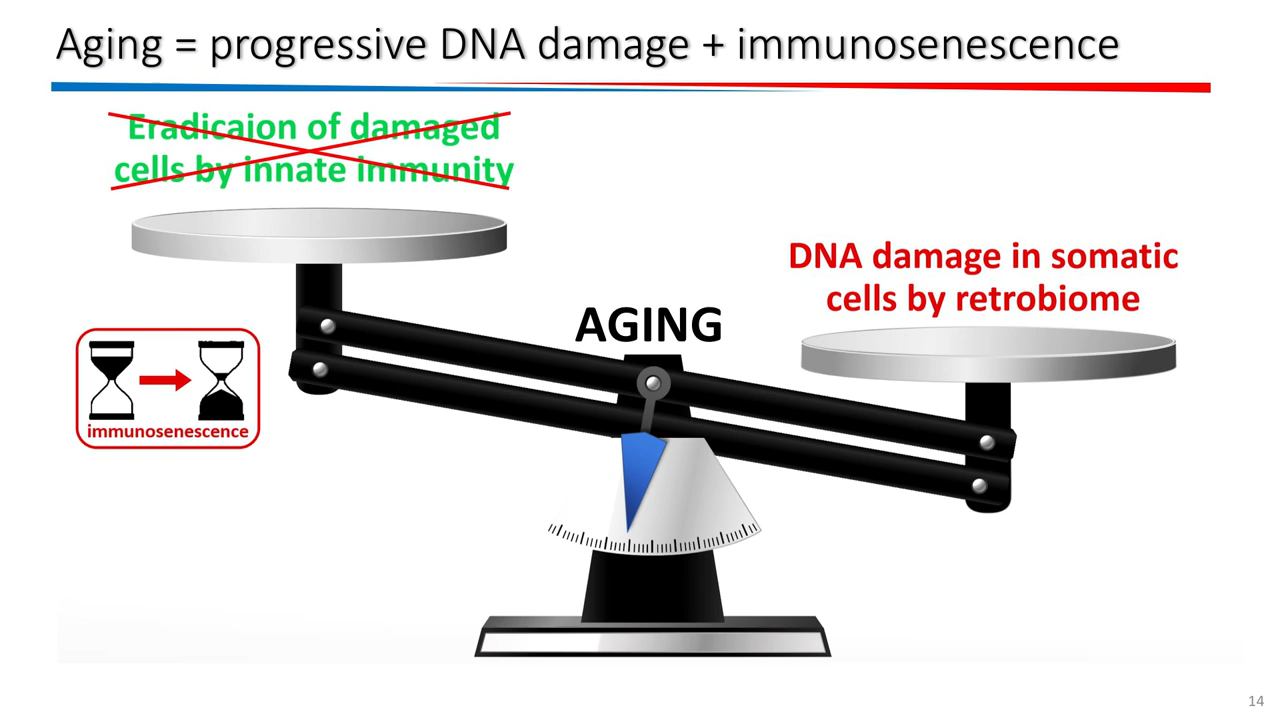 Aging = progressive DNA damage + immunosenescence
Eradicaion of damaged
cells by innate immunity
DNA damage in somatic
cells by retrobiome
AGING
immunosenescence
14